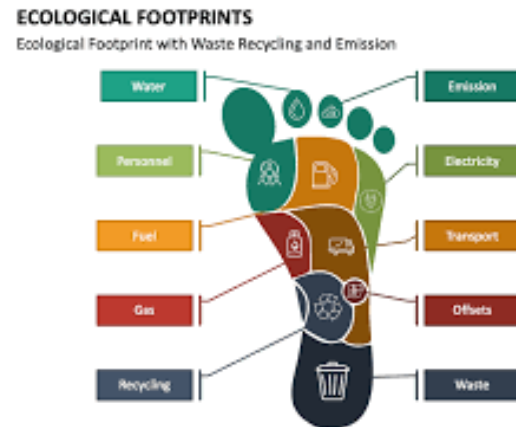 ECOLOGICAL FOOTPRINTS
Ecological Footprint with Waste Recycling and Emission
Water
Emission
Personnel
Electricity
Fuel
Transport
Gas
Offsets
Recycling
Waste